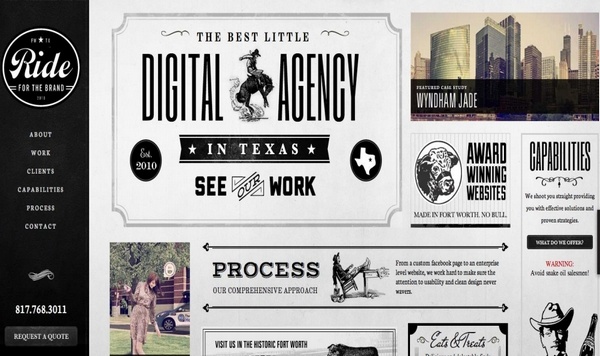 FW ★ TX
Ride
FOR THE BRAND
2010
ABOUT
WORK
CLIENTS
CAPABILITIES
PROCESS
CONTACT
817.768.3011
REQUEST A QUOTE
THE BEST LITTLE
DIGITAL AGENCY
Est.
2010
★ IN TEXAS ★
SEE OUR WORK
FEATURED CASE STUDY
WYNDHAM JADE
AWARD
WINNING
WEBSITES
MADE IN FORT WORTH. NO BULL.
CAPABILITIES
We shoot you straight providing
you with effective solutions and
proven strategies.
WHAT DO WE OFFER?
WARNING:
Avoid snake oil salesmen!
PROCESS
OUR COMPREHENSIVE APPROACH
From a custom facebook page to an enterprise
level website, we work hard to make sure the
attention to usability and clean design never
wavers.
VISIT US IN THE HISTORIC FORT WORTH
Eats & Treats